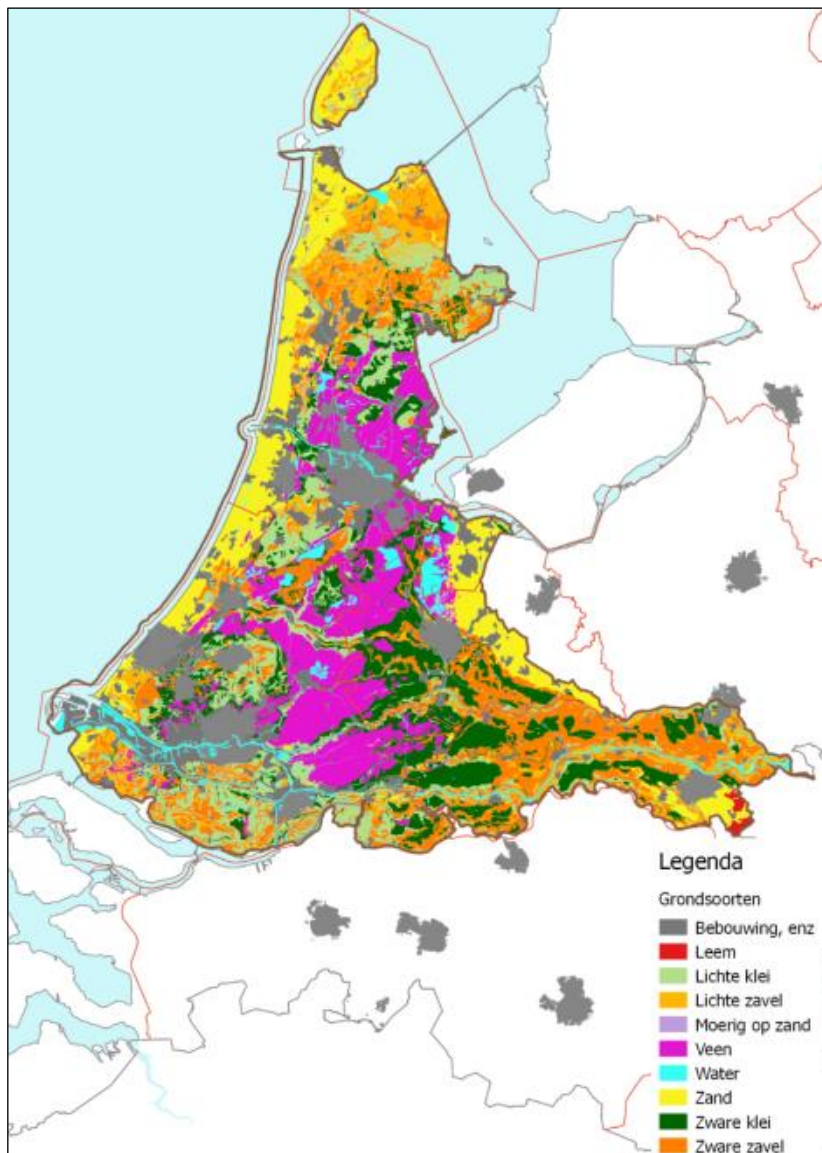 Legenda
Grondsoorten
Bebouwing, enz
Leem
Lichte klei
Lichte zavel
Moerig op zand
Veen
Water
Zand
Zware klei
Zware zavel